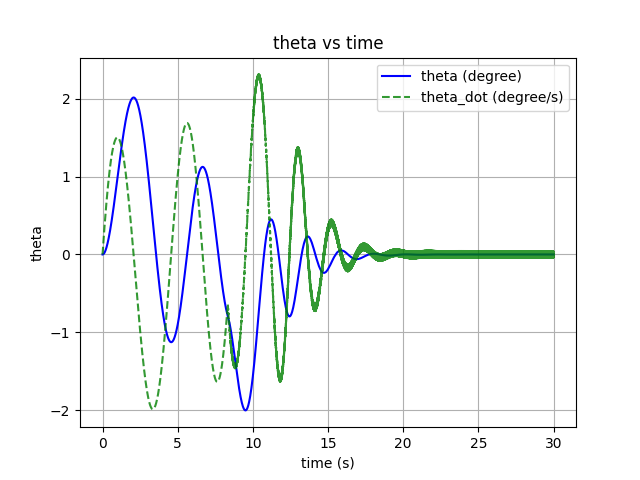 theta vs time
theta (degree)
theta_dot (degree/s)
theta
2
1
0
−1
−2
0 5 10 15 20 25 30
time (s)